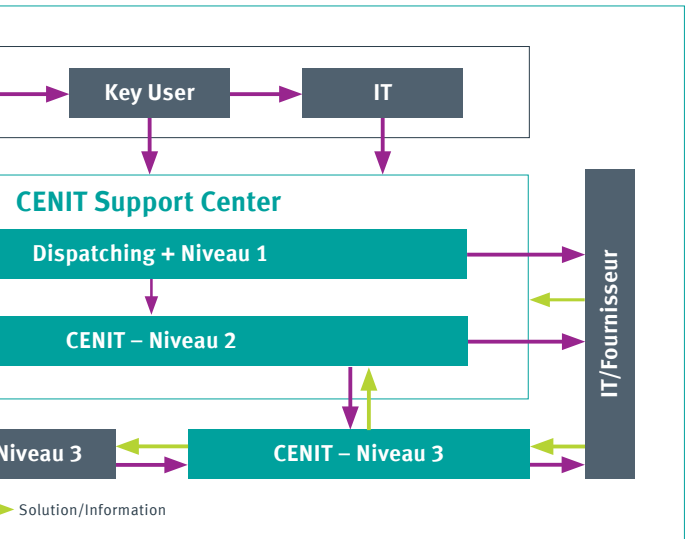 Key User
IT
CENIT Support Center
Dispatching + Niveau 1
CENIT – Niveau 2
IT/Fournisseur
Niveau 3
CENIT – Niveau 3
Solution/Information